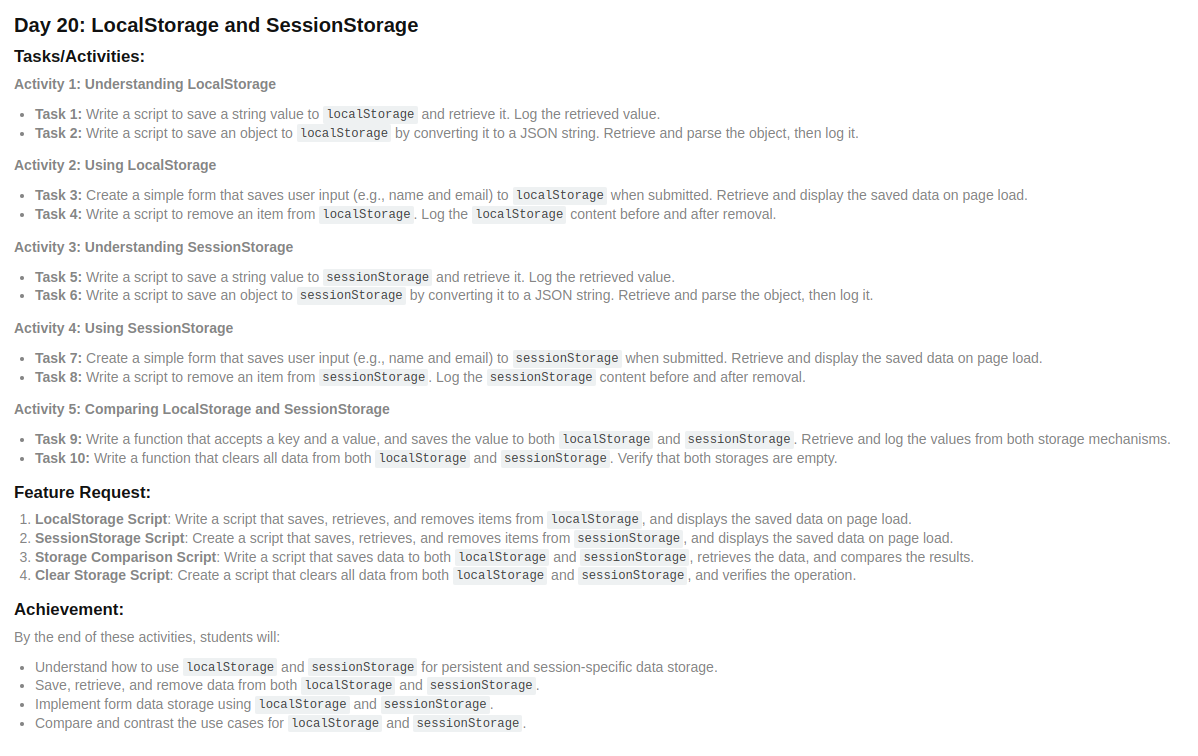 Day 20: LocalStorage and SessionStorage
Tasks/Activities:
Activity 1: Understanding LocalStorage
• Task 1: Write a script to save a string value to localStorage and retrieve it. Log the retrieved value.
• Task 2: Write a script to save an object to localStorage by converting it to a JSON string. Retrieve and parse the object, then log it.
Activity 2: Using LocalStorage
• Task 3: Create a simple form that saves user input (e.g., name and email) to localStorage when submitted. Retrieve and display the saved data on page load.
• Task 4: Write a script to remove an item from localStorage. Log the localStorage content before and after removal.
Activity 3: Understanding SessionStorage
• Task 5: Write a script to save a string value to sessionStorage and retrieve it. Log the retrieved value.
• Task 6: Write a script to save an object to sessionStorage by converting it to a JSON string. Retrieve and parse the object, then log it.
Activity 4: Using SessionStorage
• Task 7: Create a simple form that saves user input (e.g., name and email) to sessionStorage when submitted. Retrieve and display the saved data on page load.
• Task 8: Write a script to remove an item from sessionStorage. Log the sessionStorage content before and after removal.
Activity 5: Comparing LocalStorage and SessionStorage
• Task 9: Write a function that accepts a key and a value, and saves the value to both localStorage and sessionStorage. Retrieve and log the values from both storage mechanisms.
• Task 10: Write a function that clears all data from both localStorage and sessionStorage. Verify that both storages are empty.
Feature Request:
1. LocalStorage Script: Write a script that saves, retrieves, and removes items from localStorage, and displays the saved data on page load.
2. SessionStorage Script: Create a script that saves, retrieves, and removes items from sessionStorage, and displays the saved data on page load.
3. Storage Comparison Script: Write a script that saves data to both localStorage and sessionStorage, retrieves the data, and compares the results.
4. Clear Storage Script: Create a script that clears all data from both localStorage and sessionStorage, and verifies the operation.
Achievement:
By the end of these activities, students will:
• Understand how to use localStorage and sessionStorage for persistent and session-specific data storage.
• Save, retrieve, and remove data from both localStorage and sessionStorage.
• Implement form data storage using localStorage and sessionStorage.
• Compare and contrast the use cases for localStorage and sessionStorage.